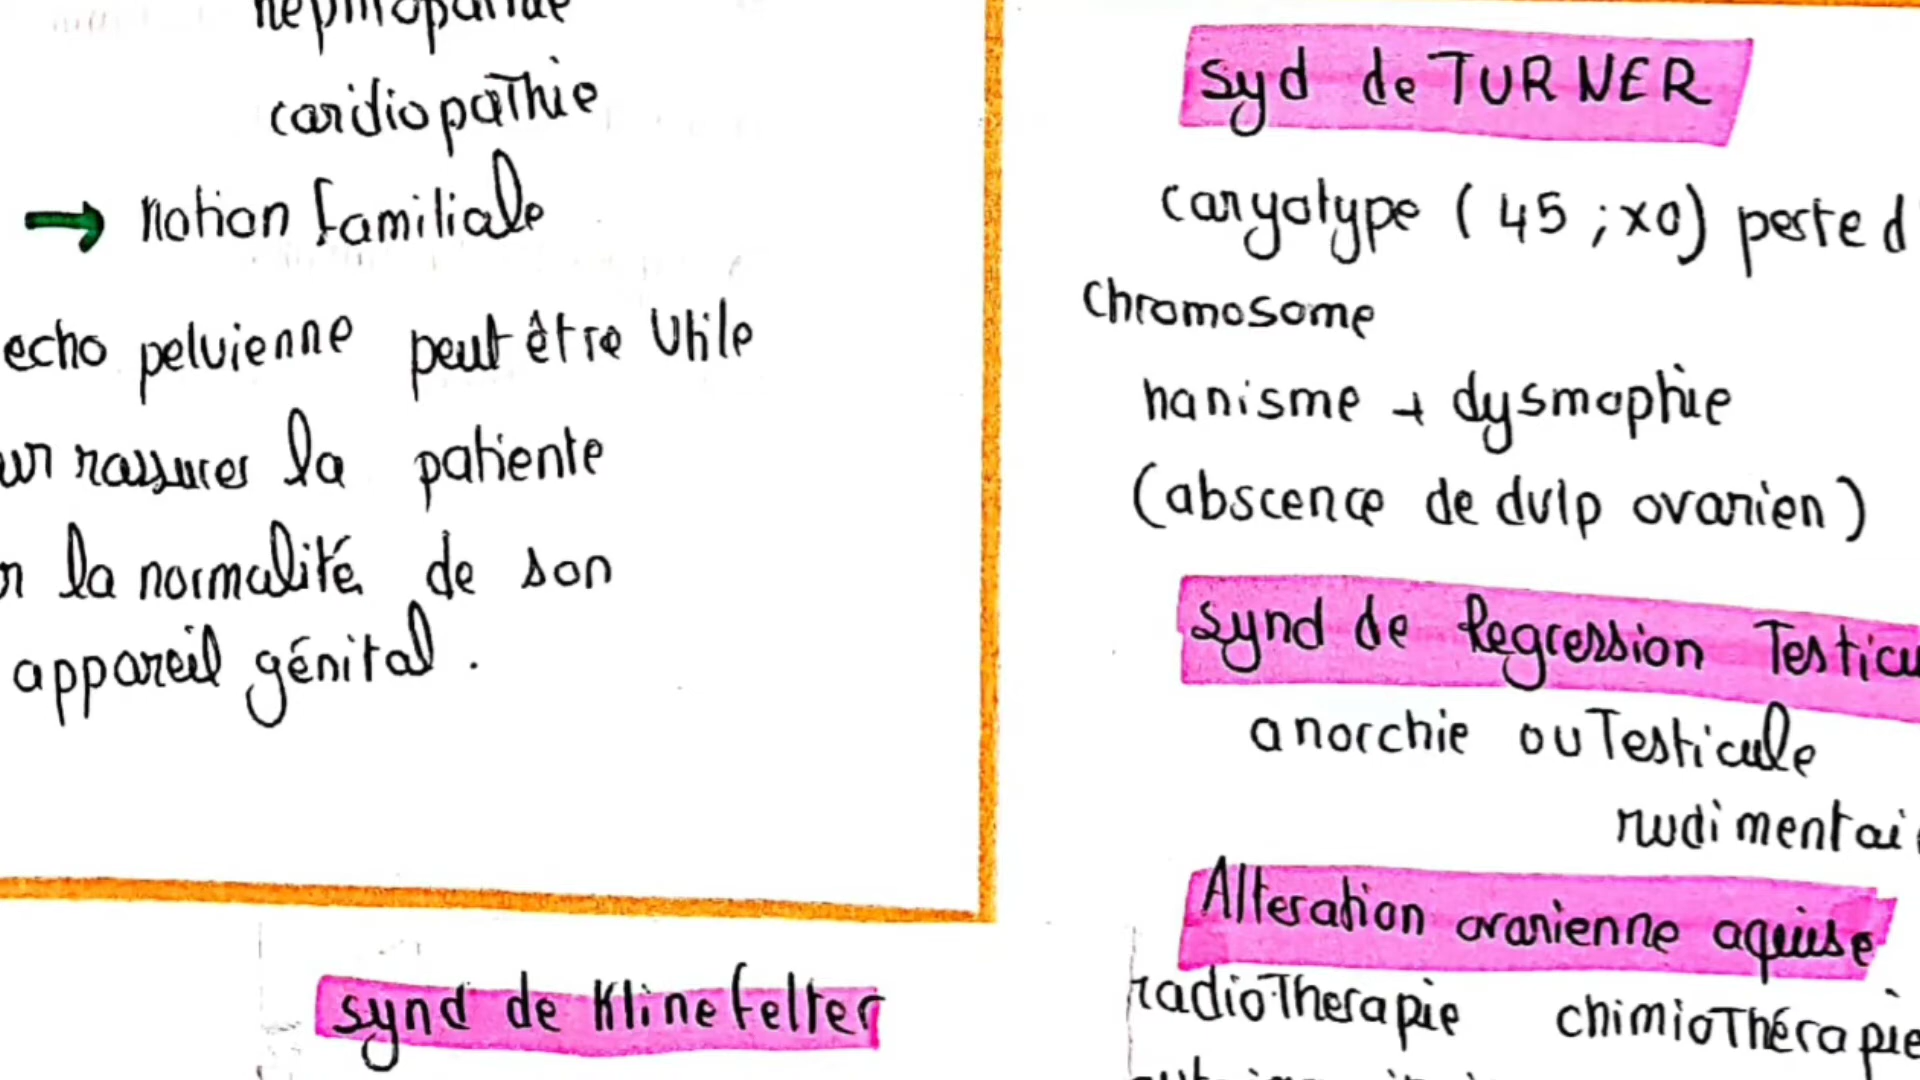 nephropathie
cardiopathie
→ notion familiale
echo pelvienne peut être Utile
rassurer la patiente
la normalité de son
appareil génital.
synd de Klinefelter
syd de TURNER
caryotype (45 ; x0) perte d'
chromosome
nanisme + dysmophie
(abscence de dvlp ovarien)
synd de Regression Testicu
anorchie ou Testicule
rudimentai
Alteration ovarienne aquise
radioTherapie chimioThérapie